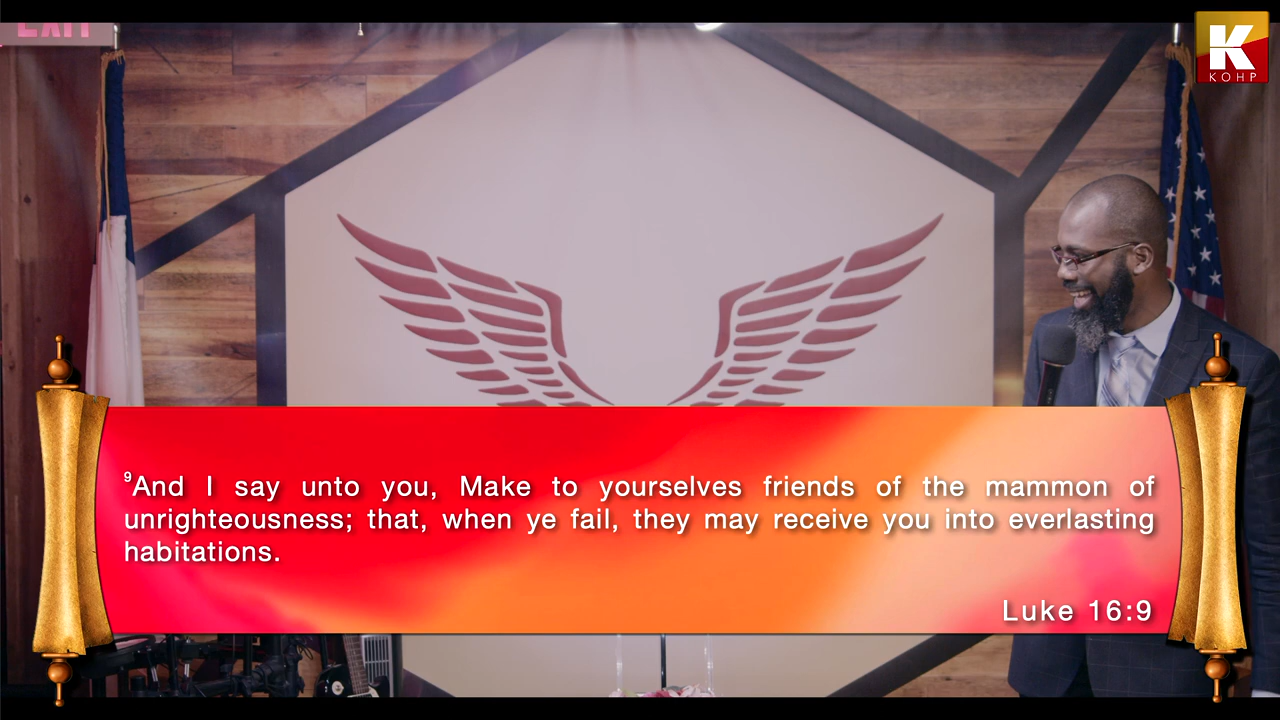 EXIT
K
KOHP
9And I say unto you, Make to yourselves friends of the mammon of
unrighteousness; that, when ye fail, they may receive you into everlasting
habitations.
Luke 16:9